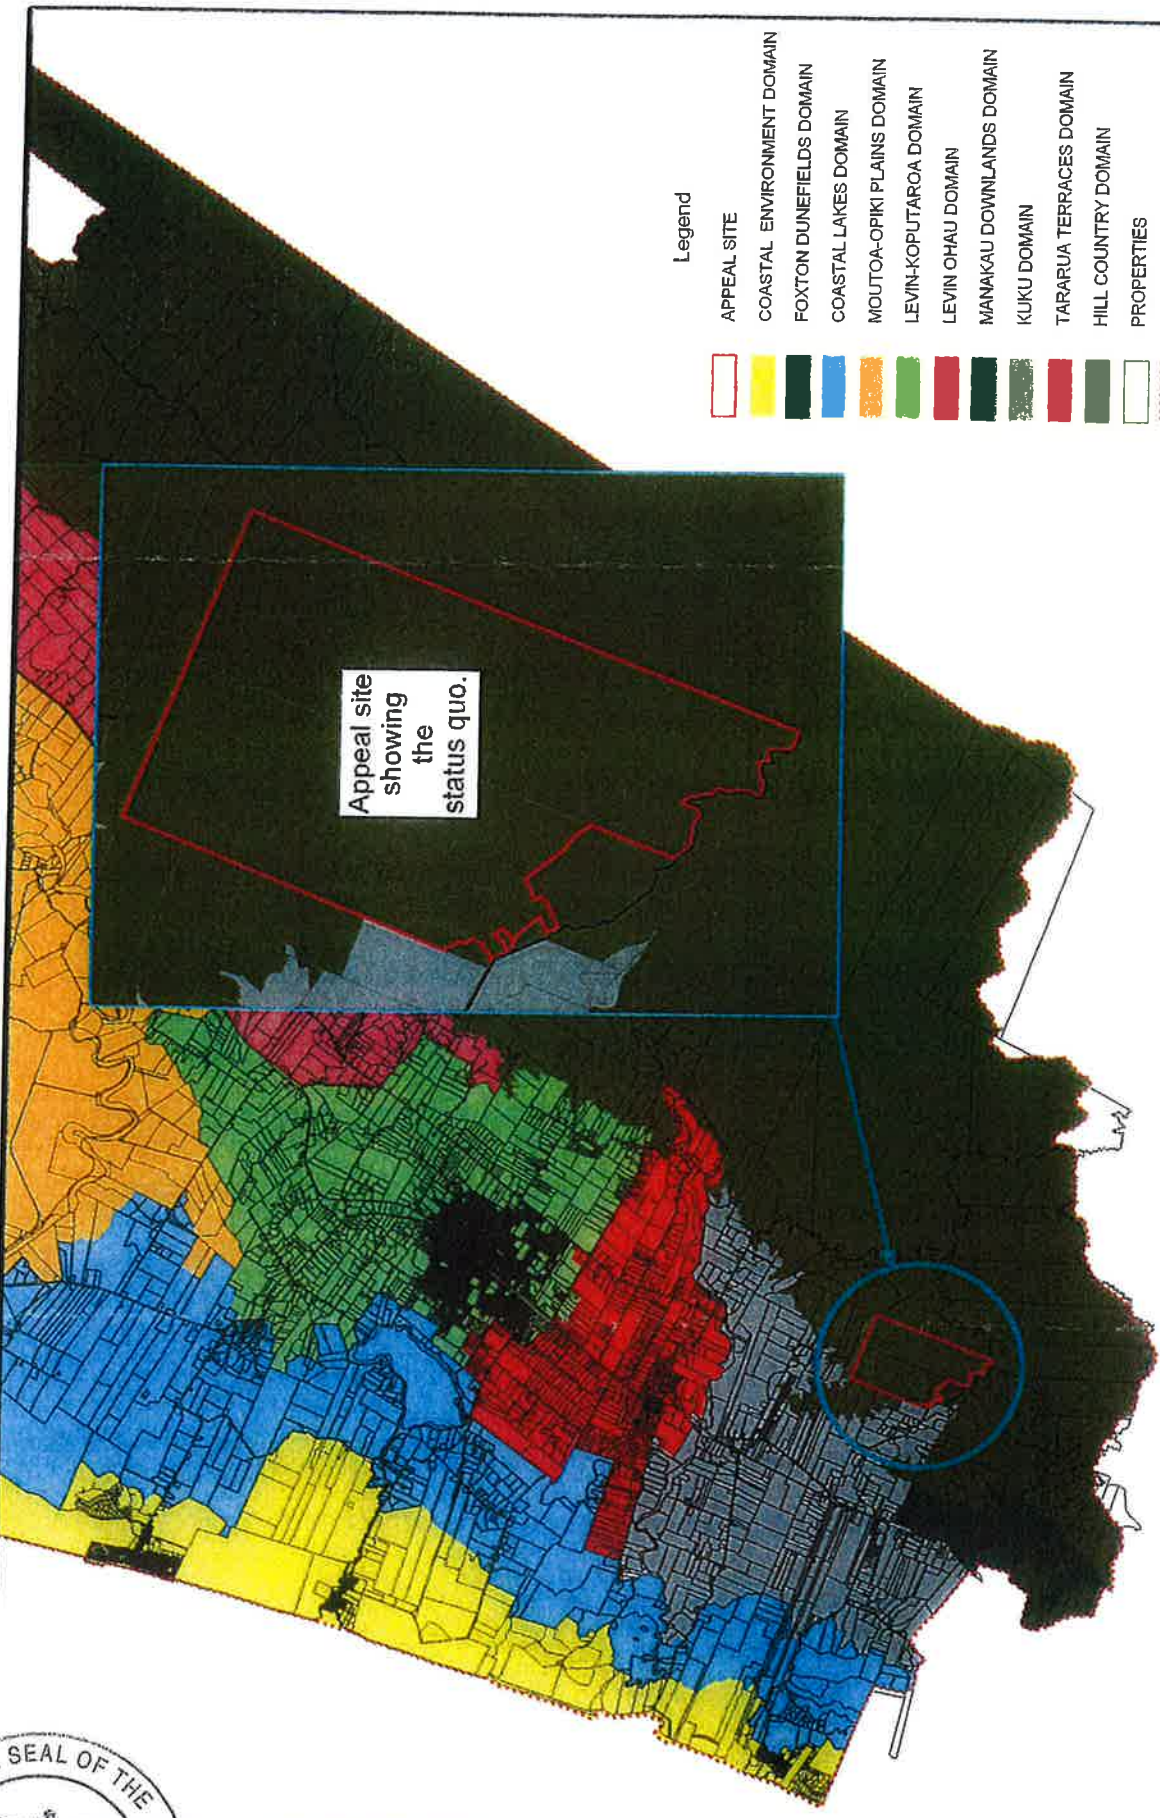 SEAL OF THE
Appeal site
showing
the
status quo.
Legend
APPEAL SITE
COASTAL ENVIRONMENT DOMAIN
FOXTON DUNEFIELDS DOMAIN
COASTAL LAKES DOMAIN
MOUTOA-OPIKI PLAINS DOMAIN
LEVIN-KOPUTAROA DOMAIN
LEVIN OHAU DOMAIN
MANAKAU DOWNLANDS DOMAIN
KUKU DOMAIN
TARARUA TERRACES DOMAIN
HILL COUNTRY DOMAIN
PROPERTIES